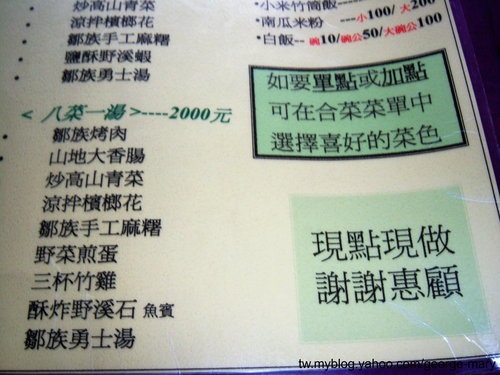 炒高山青菜
涼拌檳榔花
鄒族手工麻糬
鹽酥野溪蝦
鄒族勇士湯
<八菜一湯>----2000元
鄒族烤肉
山地大香腸
炒高山青菜
涼拌檳榔花
鄒族手工麻糬
野菜煎蛋
三杯竹雞
酥炸野溪石 魚賓
鄒族勇士湯
*小米竹筒飯------200
*南瓜米粉 ---小100/ 大200
*白飯-- 碗10/碗公50/大碗公100
如要單點或加點
可在合菜菜單中
選擇喜好的菜色
現點現做
謝謝惠顧
tw.myblog.yahoo.com/george-mary